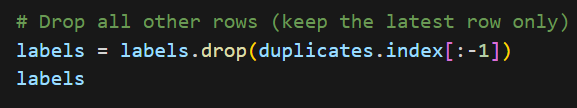 # Drop all other rows (keep the latest row only)
labels = labels.drop(duplicates.index[:-1])
labels